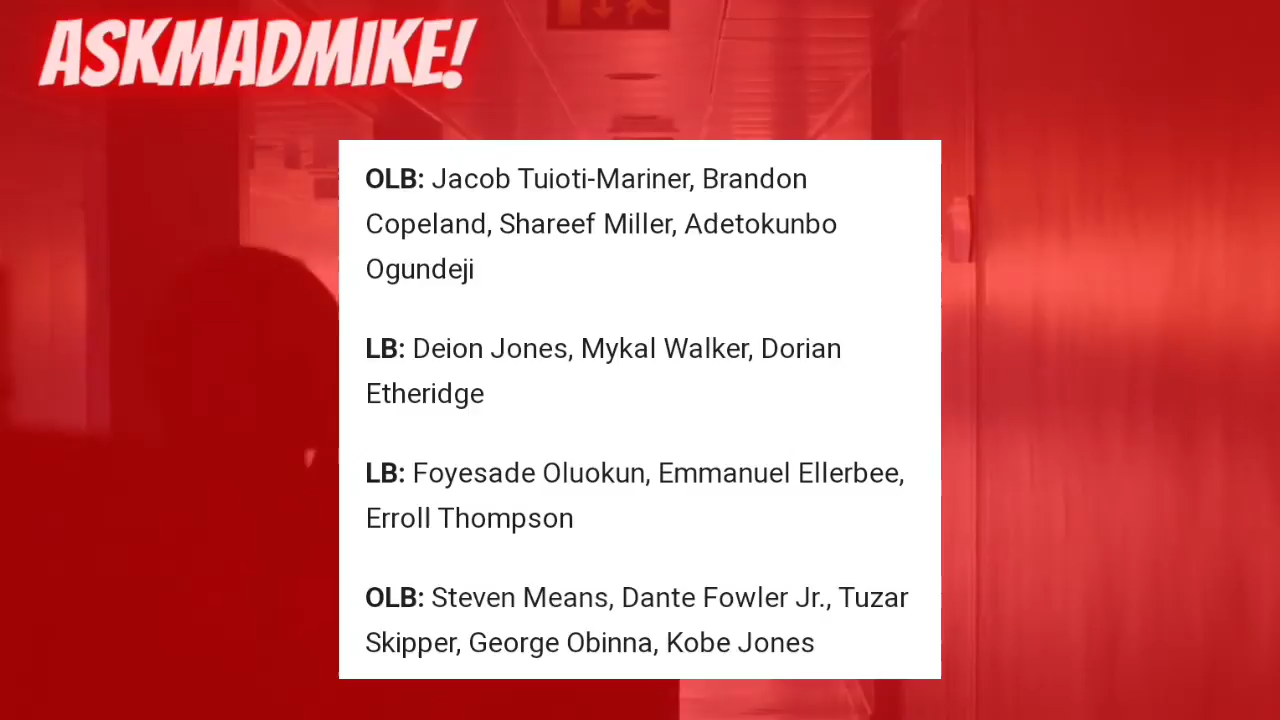 ASKMADMIKE!
OLB: Jacob Tuioti-Mariner, Brandon
Copeland, Shareef Miller, Adetokunbo
Ogundeji
LB: Deion Jones, Mykal Walker, Dorian
Etheridge
LB: Foyesade Oluokun, Emmanuel Ellerbee,
Erroll Thompson
OLB: Steven Means, Dante Fowler Jr., Tuzar
Skipper, George Obinna, Kobe Jones